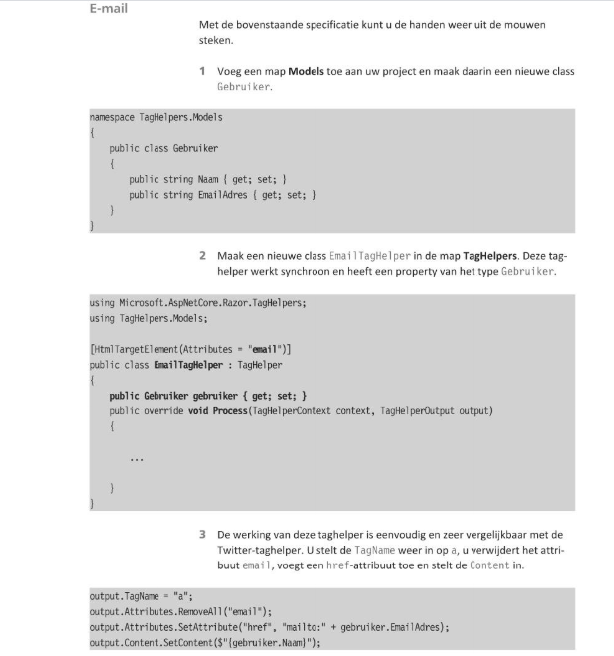 E-mail
Met de bovenstaande specificatie kunt u de handen weer uit de mouwen
steken.
1 Voeg een map Models toe aan uw project en maak daarin een nieuwe class
Gebruiker.
namespace TagHelpers.Models
{
public class Gebruiker
{
public string Naam { get; set; }
public string EmailAdres { get; set; }
}
}
2 Maak een nieuwe class EmailTagHelper in de map TagHelpers. Deze tag-
helper werkt synchroon en heeft een property van het type Gebruiker.
using Microsoft.AspNetCore.Razor.TagHelpers;
using TagHelpers.Models;
[HtmlTargetElement(Attributes = "email")]
public class EmailTagHelper : TagHelper
{
public Gebruiker gebruiker { get; set; }
public override void Process(TagHelperContext context, TagHelperOutput output)
{
...
}
}
3 De werking van deze taghelper is eenvoudig en zeer vergelijkbaar met de
Twitter-taghelper. U stelt de TagName weer in op a, u verwijdert het attri-
buut email, voegt een href-attribuut toe en stelt de Content in.
output.TagName = "a";
output.Attributes.RemoveAll("email");
output.Attributes.SetAttribute("href", "mailto:" + gebruiker.EmailAdres);
output.Content.SetContent($"{gebruiker.Naam}");